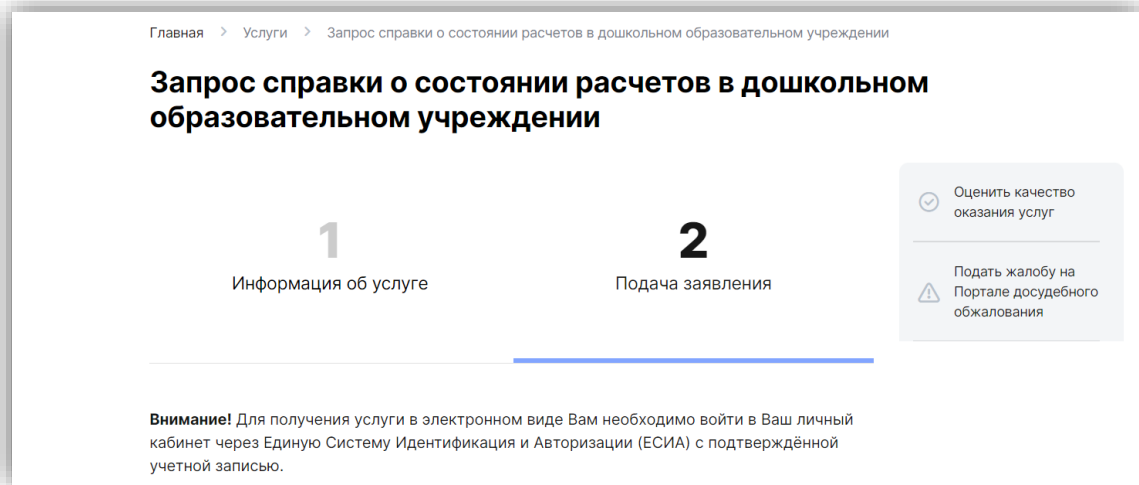 Главная > Услуги > Запрос справки о состоянии расчетов в дошкольном образовательном учреждении
Запрос справки о состоянии расчетов в дошкольном
образовательном учреждении
1
Информация об услуге
2
Подача заявления
Оценить качество
оказания услуг
Подать жалобу на
Портале досудебного
обжалования
Внимание! Для получения услуги в электронном виде Вам необходимо войти в Ваш личный
кабинет через Единую Систему Идентификация и Авторизации (ЕСИА) с подтверждённой
учетной записью.